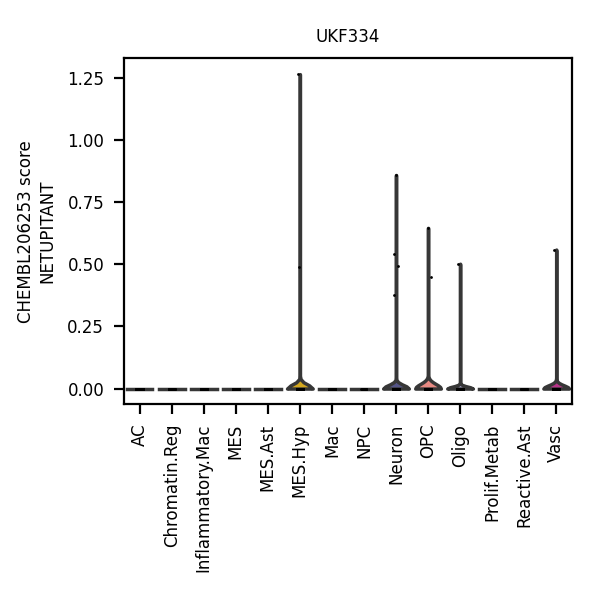 UKF334
CHEMBL206253 score
NETUPITANT
1.25
1.00
0.75
0.50
0.25
0.00
AC
Chromatin.Reg
Inflammatory.Mac
MES
MES.Ast
MES.Hyp
Mac
NPC
Neuron
OPC
Oligo
Prolif.Metab
Reactive.Ast
Vasc